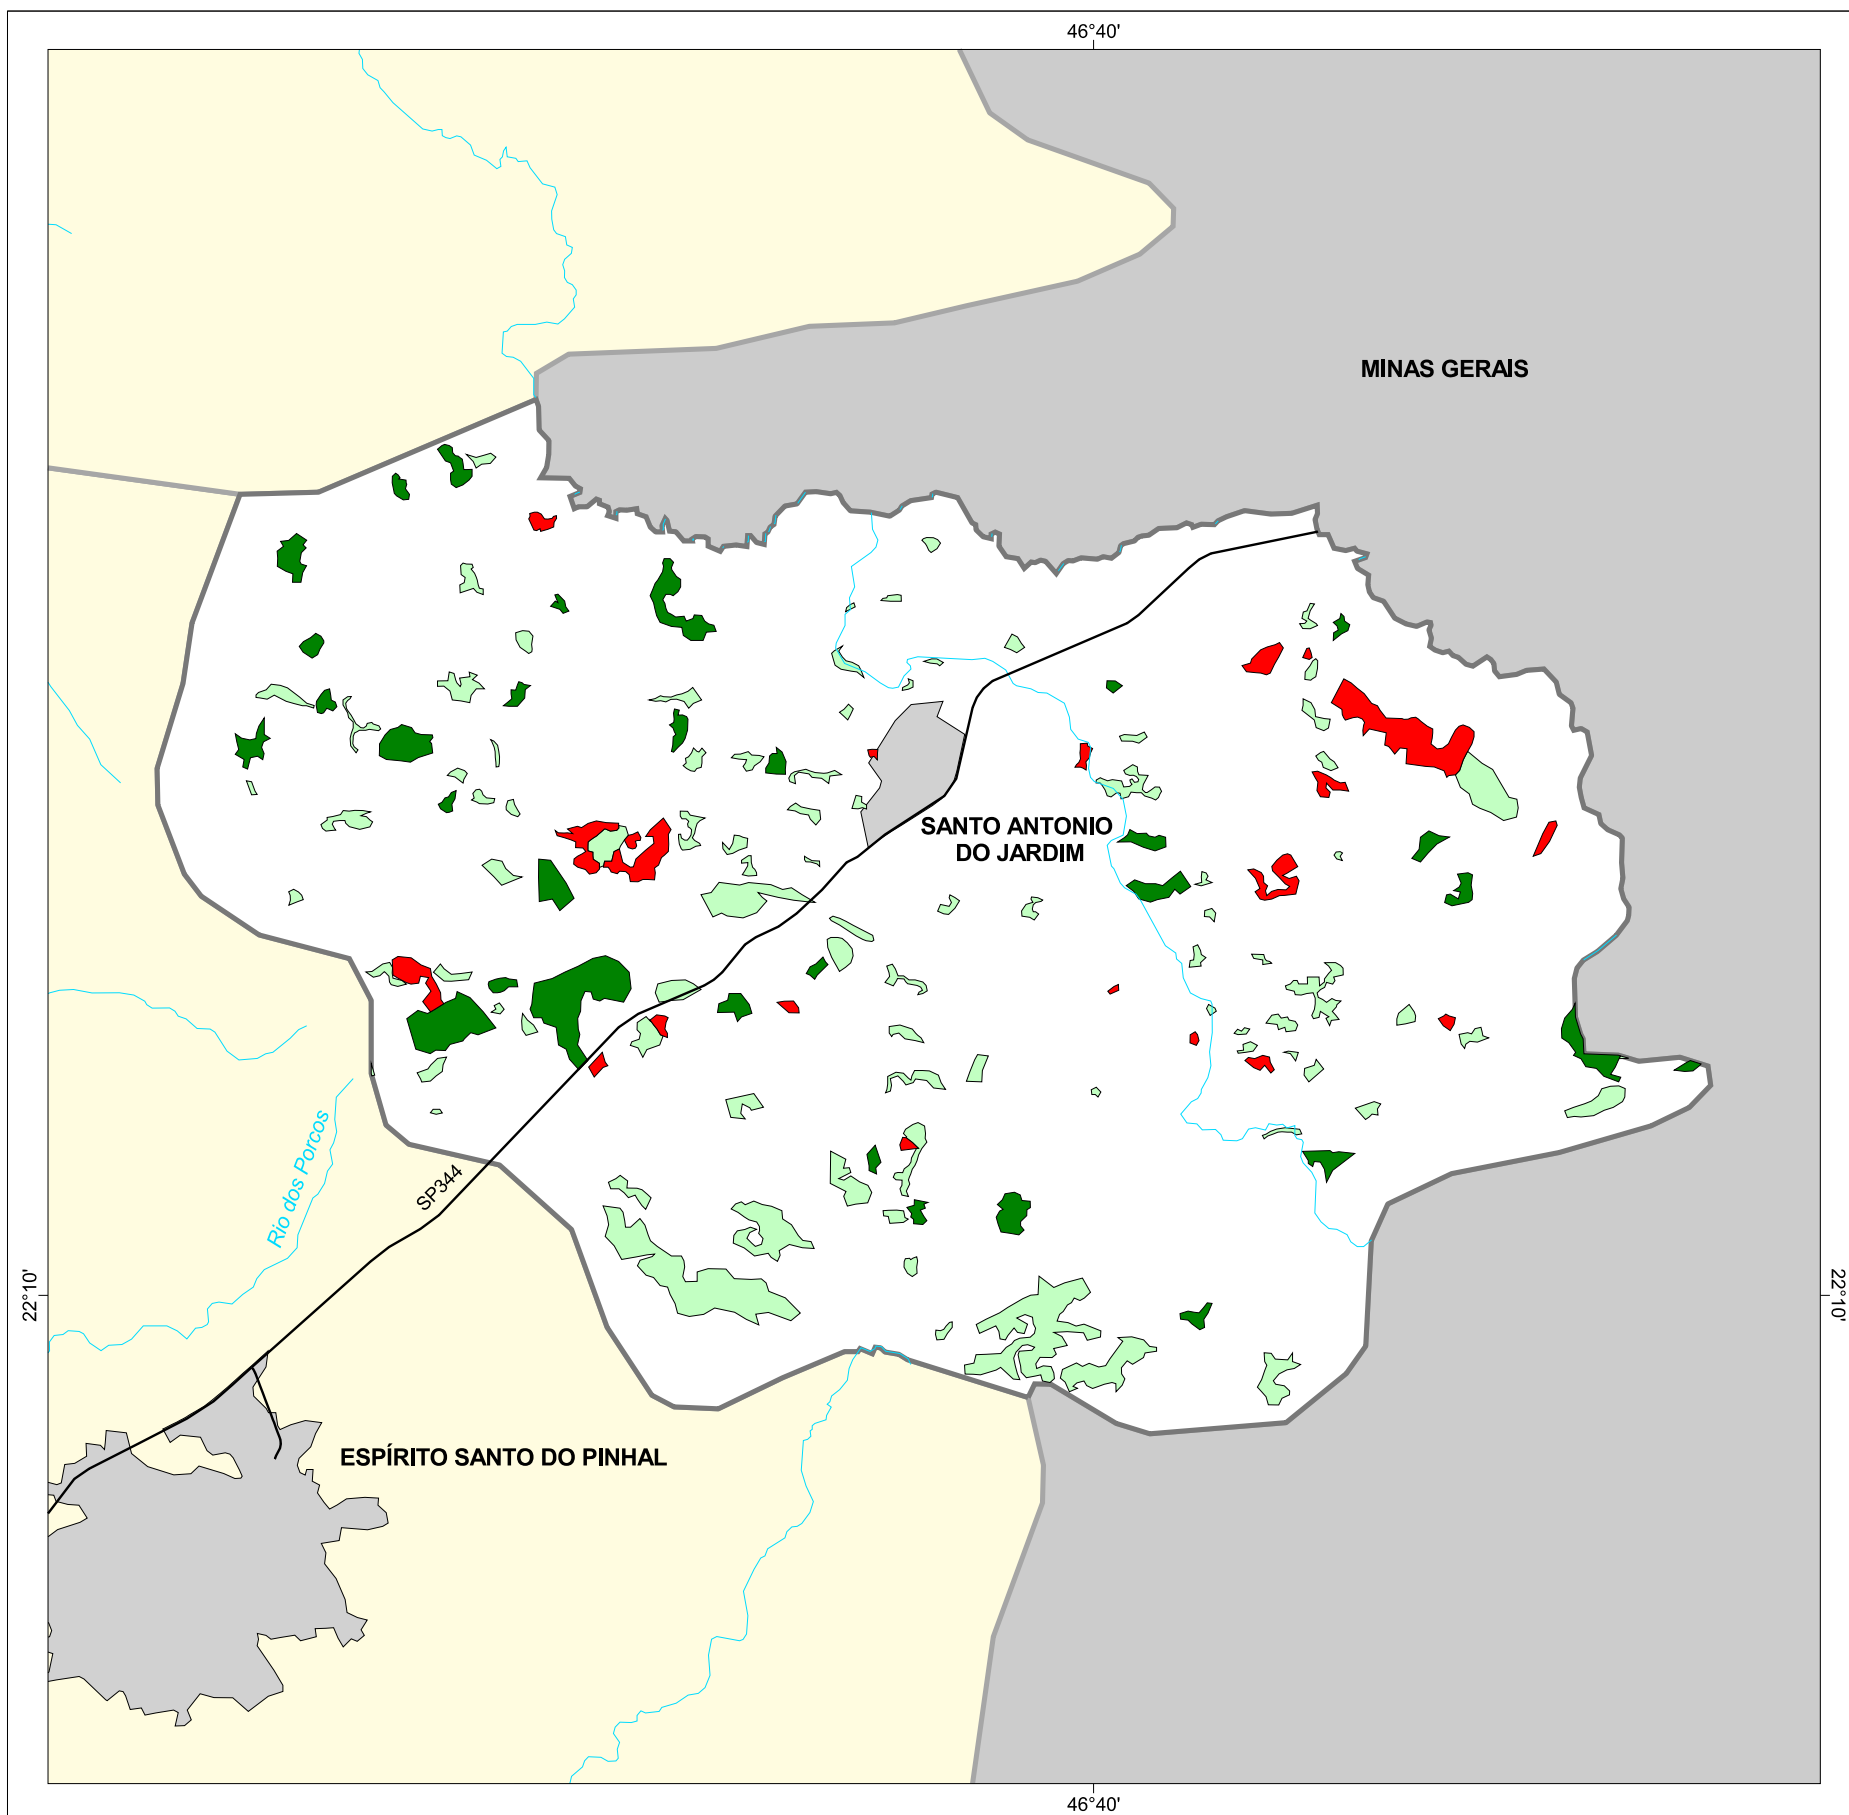 46°40'
MINAS GERAIS
SANTO ANTONIO
DO JARDIM
Rio dos Porcos
SP344
22°10'
22°10'
ESPÍRITO SANTO DO PINHAL
46°40'